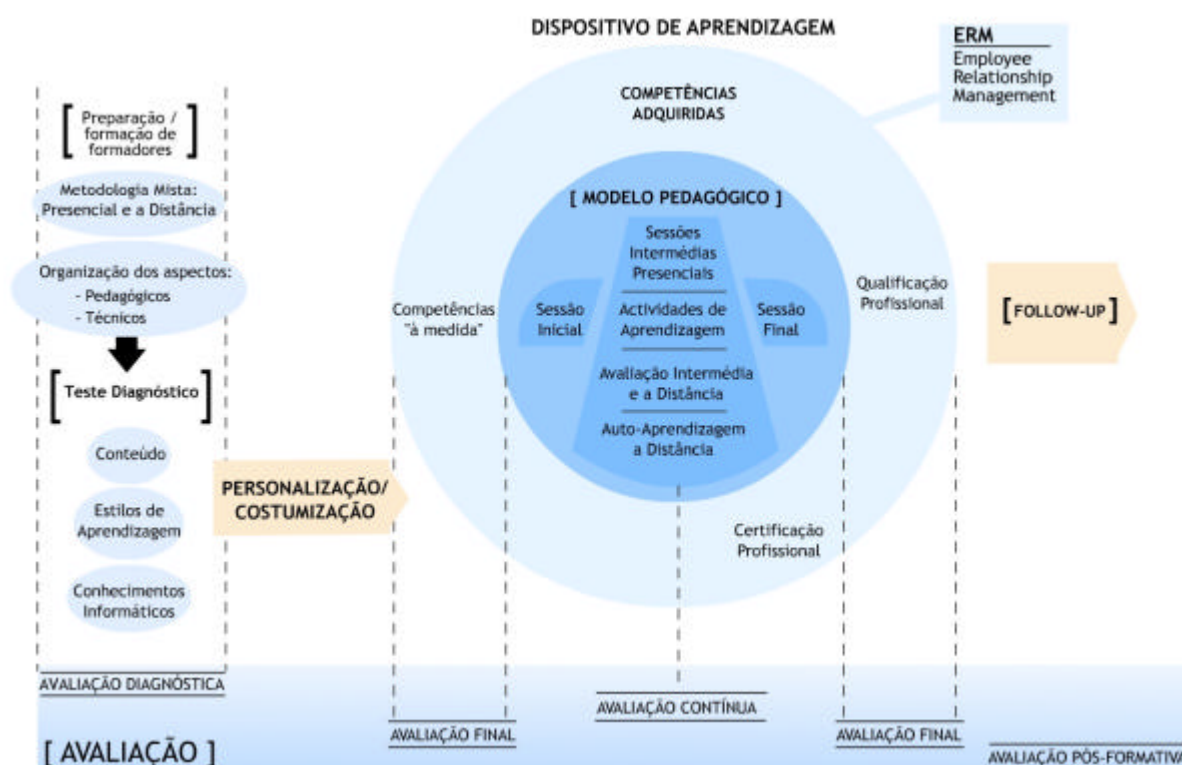 DISPOSITIVO DE APRENDIZAGEM
ERM
Employee
Relationship
Management
[ Preparação /
formação de
formadores ]
Metodologia Mista:
Presencial e a Distância
Organização dos aspectos:
- Pedagógicos
- Técnicos
[ Teste Diagnóstico ]
Conteúdo
Estilos de
Aprendizagem
Conhecimentos
Informáticos
PERSONALIZAÇÃO/
COSTUMIZAÇÃO
COMPETÊNCIAS
ADQUIRIDAS
Competências
"à medida"
[ MODELO PEDAGÓGICO ]
Sessão
Inicial
Sessões
Intermédias
Presenciais
Actividades de
Aprendizagem
Avaliação Intermédia
e a Distância
Auto-Aprendizagem
a Distância
Sessão
Final
Qualificação
Profissional
Certificação
Profissional
[ FOLLOW-UP ]
AVALIAÇÃO DIAGNÓSTICA
AVALIAÇÃO FINAL
AVALIAÇÃO CONTÍNUA
AVALIAÇÃO FINAL
AVALIAÇÃO PÓS-FORMATIVA
[ AVALIAÇÃO ]